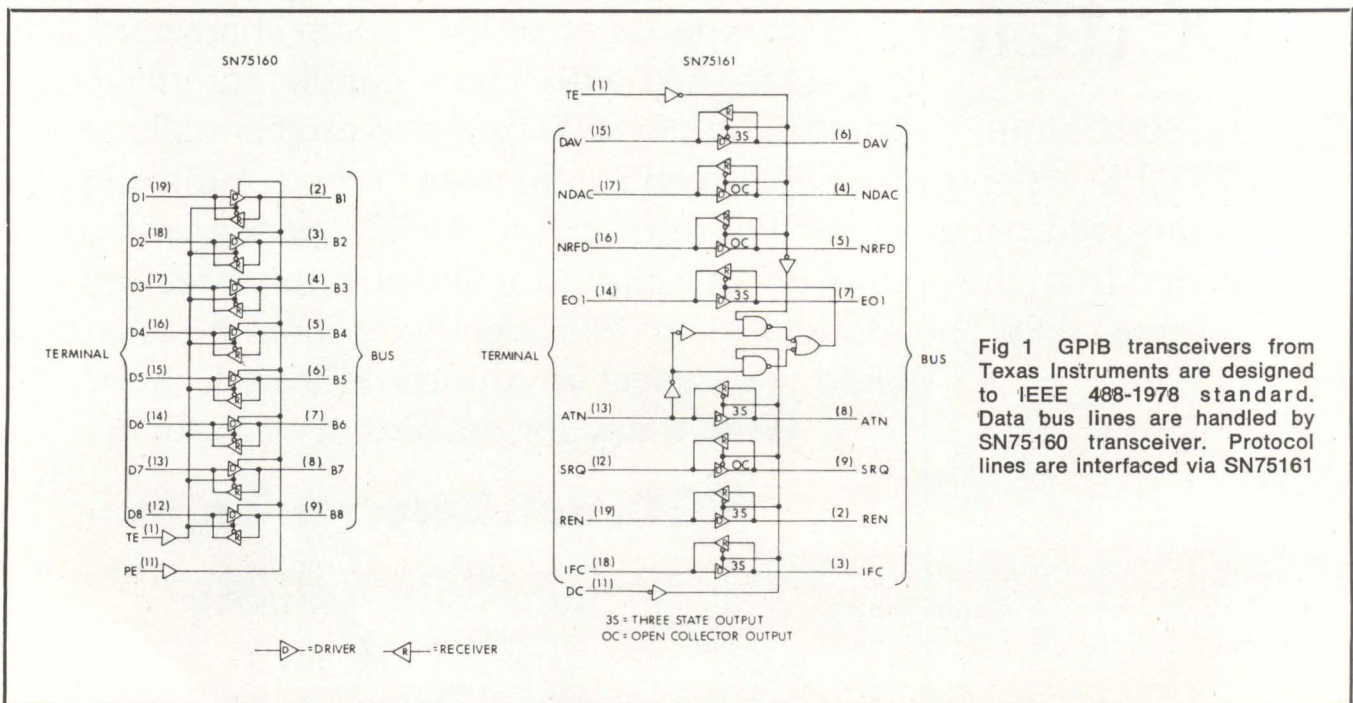 SN75160
TERMINAL
D1 (19) D R (2) B1
D2 (18) D R (3) B2
D3 (17) D R (4) B3
D4 (16) D R (5) B4
D5 (15) D R (6) B5
D6 (14) D R (7) B6
D7 (13) D R (8) B7
D8 (12) D R (9) B8
TE (1)
PE (11)
BUS
D =DRIVER R =RECEIVER
SN75161
TE (1)
TERMINAL
DAV (15) R D 3S (6) DAV
NDAC (17) R D OC (4) NDAC
NRFD (16) R D OC (5) NRFD
EO1 (14) R D 3S (7) EO1
ATN (13) R D 3S (8) ATN
SRQ (12) R D OC (9) SRQ
REN (19) R D 3S (2) REN
IFC (18) R D 3S (3) IFC
DC (11)
BUS
3S = THREE STATE OUTPUT
OC = OPEN COLLECTOR OUTPUT
Fig 1 GPIB transceivers from
Texas Instruments are designed
to IEEE 488-1978 standard.
Data bus lines are handled by
SN75160 transceiver. Protocol
lines are interfaced via SN75161